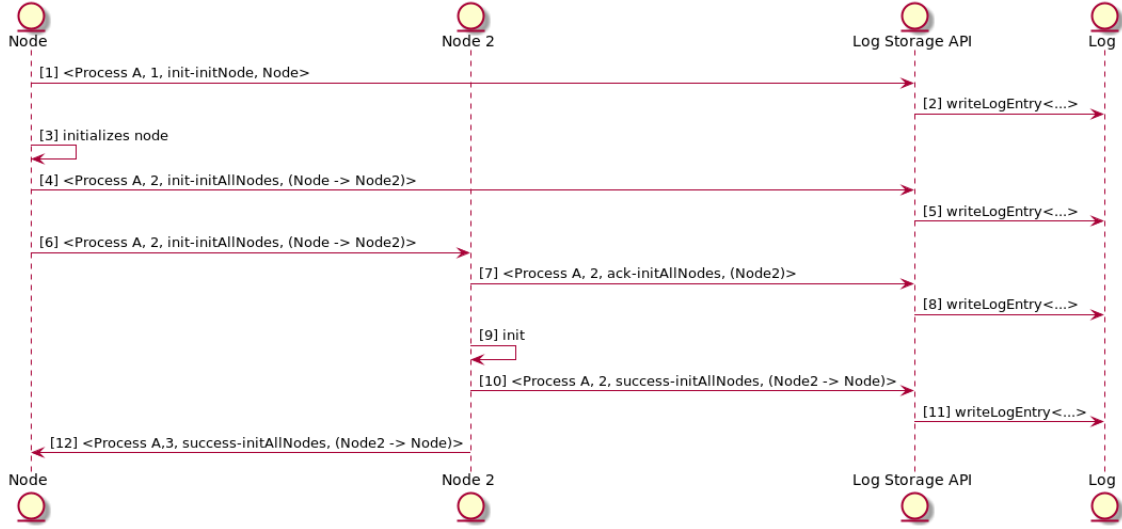 Node Node 2 Log Storage API Log
[1] <Process A, 1, init-initNode, Node>
[2] writeLogEntry<...>
[3] initializes node
[4] <Process A, 2, init-initAllNodes, (Node -> Node2)>
[5] writeLogEntry<...>
[6] <Process A, 2, init-initAllNodes, (Node -> Node2)>
[7] <Process A, 2, ack-initAllNodes, (Node2)>
[8] writeLogEntry<...>
[9] init
[10] <Process A, 2, success-initAllNodes, (Node2 -> Node)>
[11] writeLogEntry<...>
[12] <Process A,3, success-initAllNodes, (Node2 -> Node)>
Node Node 2 Log Storage API Log